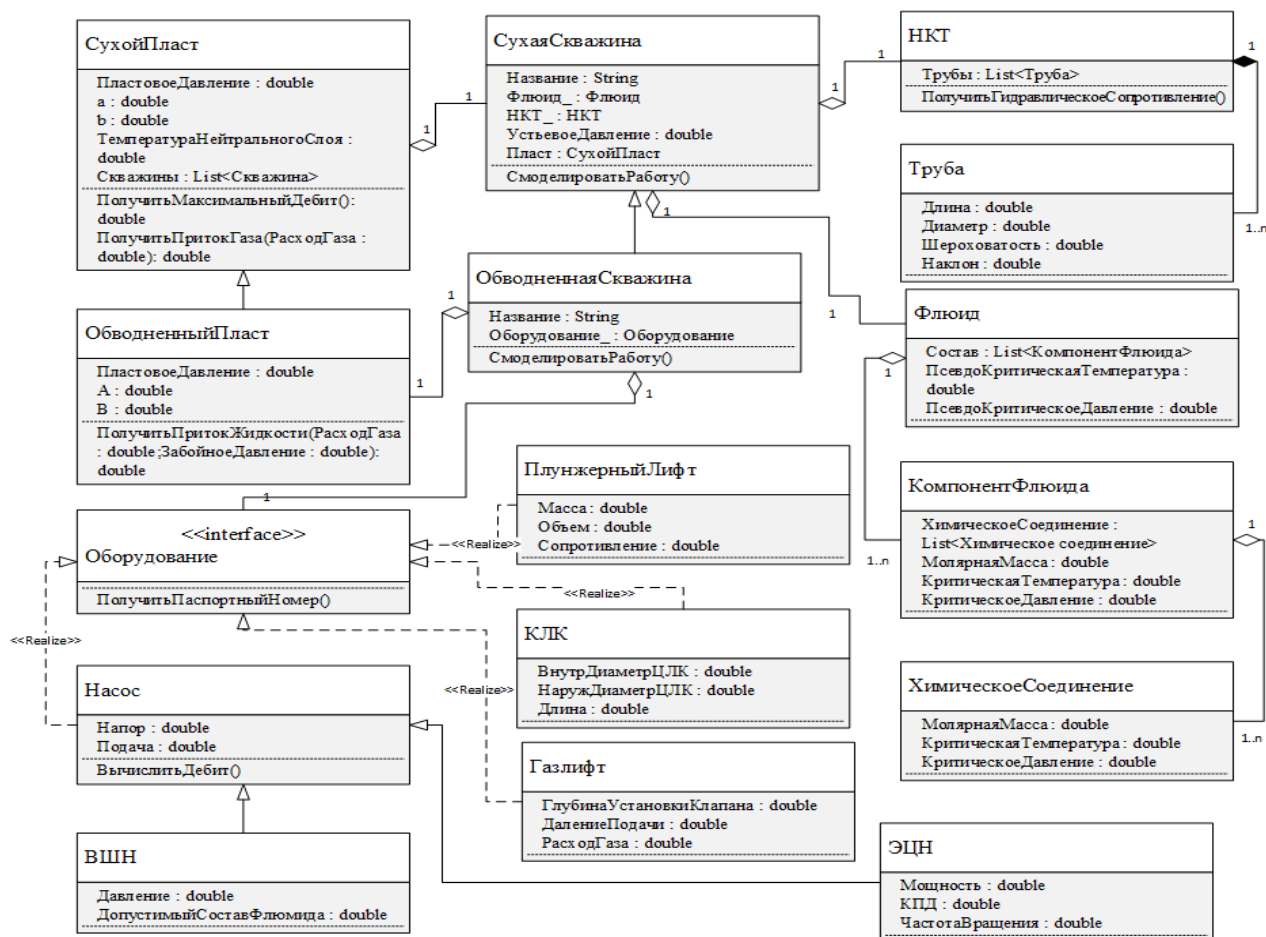 СухойПласт
ПластовоеДавление : double
a : double
b : double
ТемператураНейтральногоСлоя :
double
Скважины : List<Скважина>
ПолучитьМаксимальныйДебит():
double
ПолучитьПритокГаза(РасходГаза :
double): double
1
1
СухаяСкважина
Название : String
Флюид_ : Флюид
НКТ_ : НКТ
УстьевоеДавление : double
Пласт : СухойПласт
СмоделироватьРаботу()
1
1
1
1
НКТ
Трубы : List<Труба>
ПолучитьГидравлическоеСопротивление()
1
1..n
Труба
Длина : double
Диаметр : double
Шероховатость : double
Наклон : double
ОбводненнаяСкважина
Название : String
Оборудование_ : Оборудование
СмоделироватьРаботу()
1
1
1
1
ОбводненныйПласт
ПластовоеДавление : double
A : double
B : double
ПолучитьПритокЖидкости(РасходГаза
: double;ЗабойноеДавление : double):
double
Флюид
Состав : List<КомпонентФлюида>
ПсевдоКритическаяТемпература :
double
ПсевдоКритическоеДавление : double
1
1..n
<<interface>>
Оборудование
ПолучитьПаспортныйНомер()
<<Realize>>
<<Realize>>
<<Realize>>
<<Realize>>
ПлунжерныйЛифт
Масса : double
Объем : double
Сопротивление : double
КомпонентФлюида
ХимическоеСоединение :
List<Химическое соединение>
МолярнаяМасса : double
КритическаяТемпература : double
КритическоеДавление : double
1
1..n
КЛК
ВнутрДиаметрЦЛК : double
НаружДиаметрЦЛК : double
Длина : double
Насос
Напор : double
Подача : double
ВычислитьДебит()
ХимическоеСоединение
МолярнаяМасса : double
КритическаяТемпература : double
КритическоеДавление : double
Газлифт
ГлубинаУстановкиКлапана : double
ДалениеПодачи : double
РасходГаза : double
ВШН
Давление : double
ДопустимыйСоставФлюмида : double
ЭЦН
Мощность : double
КПД : double
ЧастотаВращения : double